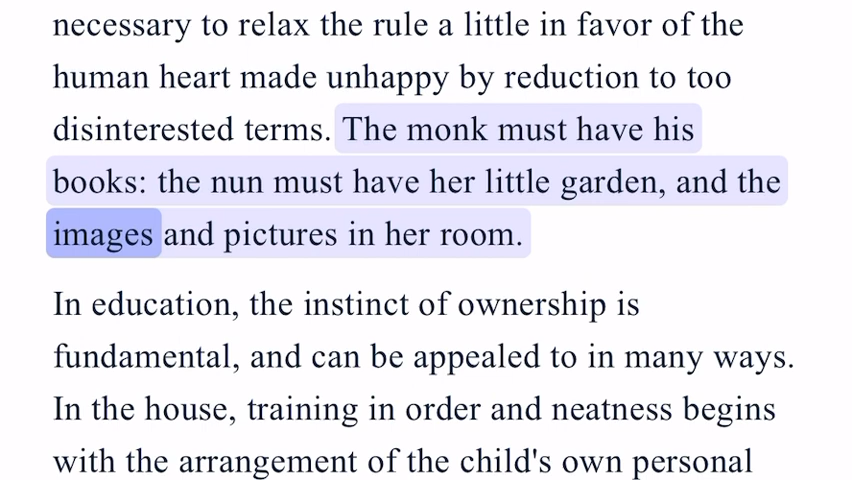 necessary to relax the rule a little in favor of the
human heart made unhappy by reduction to too
disinterested terms. The monk must have his
books: the nun must have her little garden, and the
images and pictures in her room.
In education, the instinct of ownership is
fundamental, and can be appealed to in many ways.
In the house, training in order and neatness begins
with the arrangement of the child's own personal